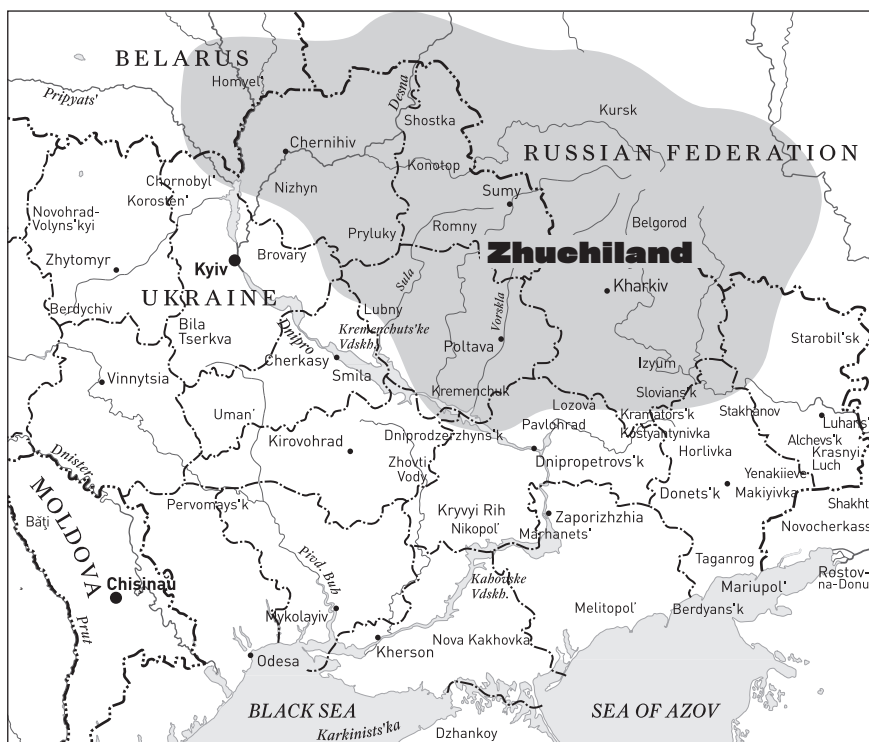 BELARUS
Homyel'
Pripyats'
Desna
Kursk
Shostka
Chernihiv
RUSSIAN FEDERATION
Konotop
Chornobyl'
Nizhyn
Sumy
Korosten'
Novohrad-
Volyns'kyi
Romny
Belgorod
Pryluky
Zhuchiland
Brovary
Kyiv
Zhytomyr
Sula
Kharkiv
UKRAINE
Berdychiv
Lubny
Vorskla
Bila
Tserkva
Dnipro
Kremenchuts'ke
Vdskh.
Starobil'sk
Poltava
Cherkasy
Izyum
Smila
Vinnytsia
Kremenchuk
Slovians'k
Lozova
Stakhanov
Uman'
Kramators'k
Pavlohrad
Luhans'
Kirovohrad
Dniprodzerzhyns'k
Kostyantynivka
Alchevs'k
Horlivka
Krasnyi
Luch
Dnister
Zhovti
Vody
Dnipropetrovs'k
Yenakiieve
Donets'k
Makiyivka
Pervomays'k
Shakht
Kryvyi Rih
Zaporizhzhia
Nikopol'
Novocherkass
MOLDOVA
Bãţi
Marhanets'
Pivd. Buh
Taganrog
Chisinau
Kahovske
Vdskh.
Mariupol'
Rostov-
na-Donu
Mykolayiv
Melitopol'
Berdyans'k
Prut
Nova Kakhovka
Kherson
Odesa
BLACK SEA
SEA OF AZOV
Karkinists'ka
Dzhankoy